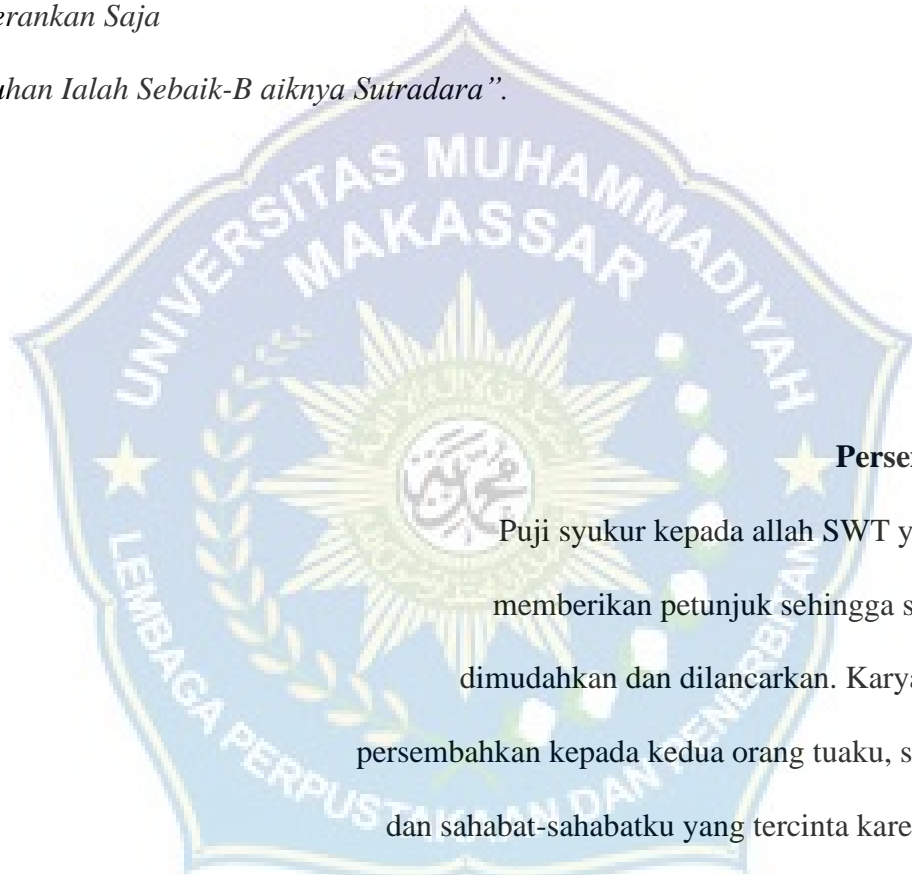 erankan Saja
uhan Ialah Sebaik-B aiknya Sutradara”.
UNIVERSITAS MUHAMMADIYAH
MAKASSAR
Perse
Puji syukur kepada allah SWT y
memberikan petunjuk sehingga s
dimudahkan dan dilancarkan. Karya
persembahkan kepada kedua orang tuaku, s
dan sahabat-sahabatku yang tercinta kare
LEMBAGA PERPUSTAKAAN DAN PENERBITAN